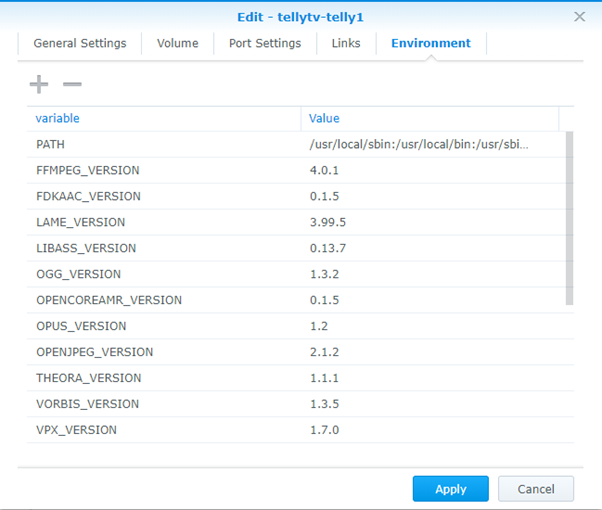 Edit - tellytv-telly1
General Settings Volume Port Settings Links Environment
variable Value
PATH /usr/local/sbin:/usr/local/bin:/usr/sbi...
FFMPEG_VERSION 4.0.1
FDKAAC_VERSION 0.1.5
LAME_VERSION 3.99.5
LIBASS_VERSION 0.13.7
OGG_VERSION 1.3.2
OPENCOREAMR_VERSION 0.1.5
OPUS_VERSION 1.2
OPENJPEG_VERSION 2.1.2
THEORA_VERSION 1.1.1
VORBIS_VERSION 1.3.5
VPX_VERSION 1.7.0
Apply Cancel